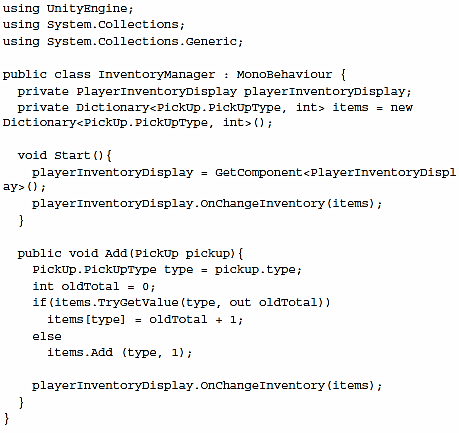 using UnityEngine;
using System.Collections;
using System.Collections.Generic;
public class InventoryManager : MonoBehaviour {
private PlayerInventoryDisplay playerInventoryDisplay;
private Dictionary<PickUp.PickUpType, int> items = new
Dictionary<PickUp.PickUpType, int>();
void Start(){
playerInventoryDisplay = GetComponent<PlayerInventoryDispl
ay>();
playerInventoryDisplay.OnChangeInventory(items);
}
public void Add(PickUp pickup){
PickUp.PickUpType type = pickup.type;
int oldTotal = 0;
if(items.TryGetValue(type, out oldTotal))
items[type] = oldTotal + 1;
else
items.Add (type, 1);
playerInventoryDisplay.OnChangeInventory(items);
}
}